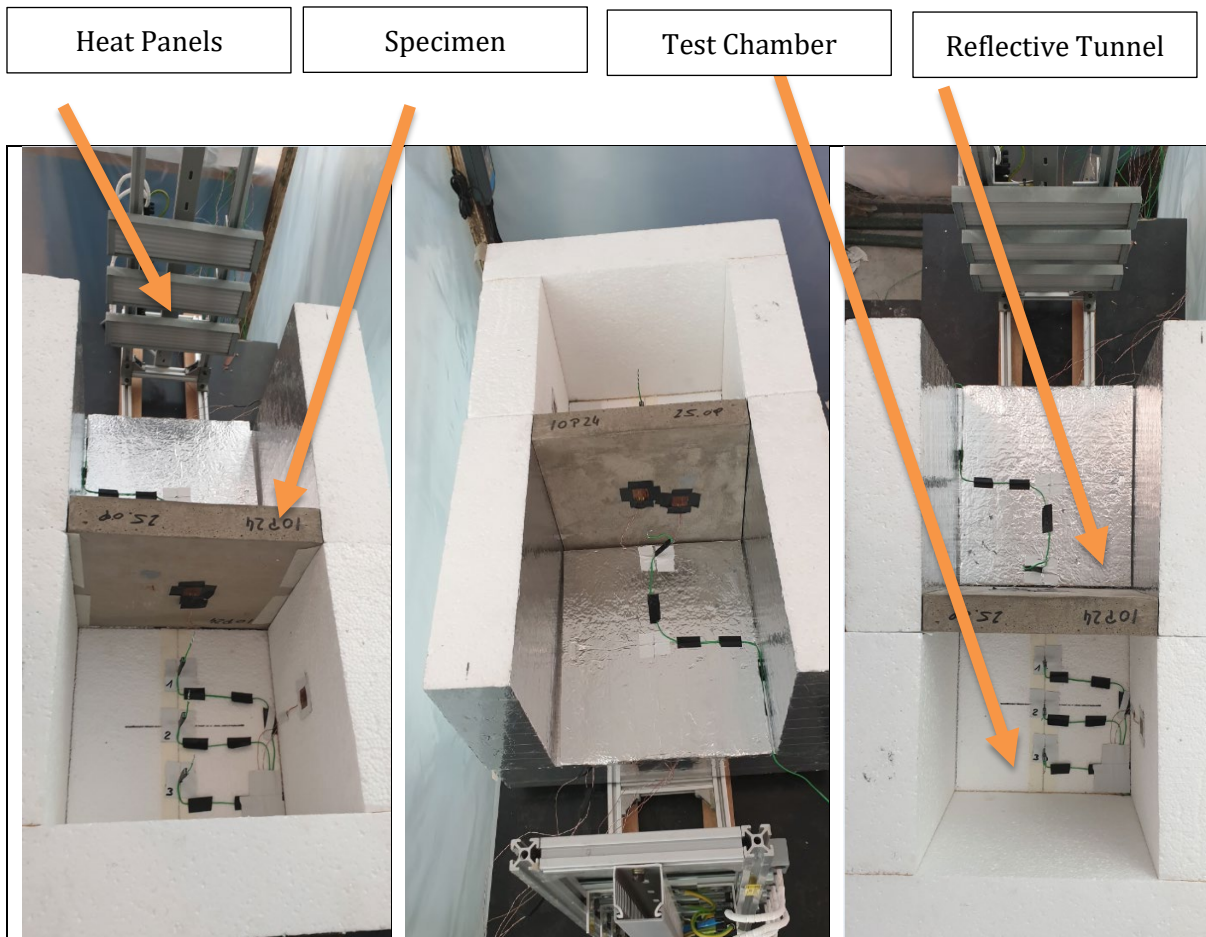 Heat Panels
Specimen
Test Chamber
Reflective Tunnel
25.09 10P24
10P24
1
2
3
10P24 25.09
25.09 10P24
1
2
3